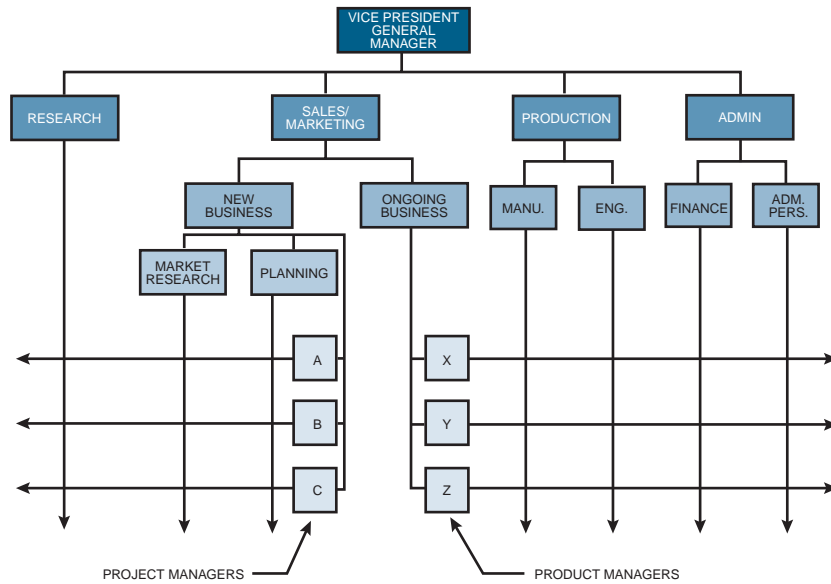 VICE PRESIDENT
GENERAL
MANAGER
RESEARCH
SALES/
MARKETING
PRODUCTION
ADMIN
NEW
BUSINESS
ONGOING
BUSINESS
MANU.
ENG.
FINANCE
ADM.
PERS.
MARKET
RESEARCH
PLANNING
A
X
B
Y
C
Z
PROJECT MANAGERS
PRODUCT MANAGERS